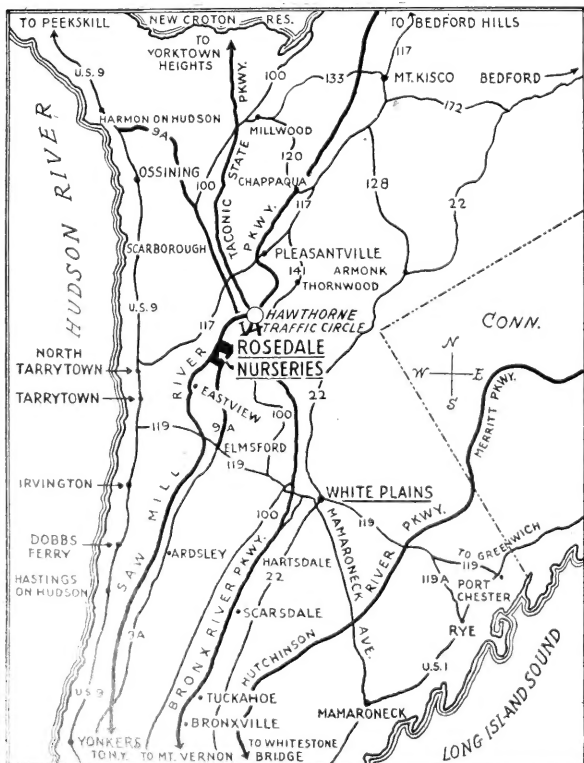 TO PEEKSKILL
NEW CROTON RES.
TO BEDFORD HILLS
TO
YORKTOWN
HEIGHTS
PKWY.
117
U.S. 9
100
133
MT. KISCO
BEDFORD
HARMON ON HUDSON
9A
MILLWOOD
172
OSSINING
100
TACONIC STATE
120
CHAPPAQUA
117
128
22
HUDSON RIVER
SCARBOROUGH
PKWY.
PLEASANTVILLE
141
ARMONK
THORNWOOD
U.S. 9
117
HAWTHORNE
TRAFFIC CIRCLE
CONN.
ROSEDALE
NURSERIES
N
W E
S
NORTH
TARRYTOWN
TARRYTOWN
EASTVIEW
9A
100
22
MERRITT PKWY.
119
ELMSFORD
119
IRVINGTON
WHITE PLAINS
100
119
SAW MILL RIVER
DOBBS
FERRY
ARDSLEY
HARTSDALE
22
MAMARONECK
AVE.
TO GREENWICH
119
119A
PORT
CHESTER
HASTINGS
ON HUDSON
SCARSDALE
HUTCHINSON RIVER PKWY.
RYE
9A
BRONX RIVER PKWY.
U.S. 1
U.S. 9
TUCKAHOE
MAMARONECK
BRONXVILLE
LONG ISLAND SOUND
YONKERS
TO N.Y.
TO MT. VERNON
TO WHITESTONE
BRIDGE